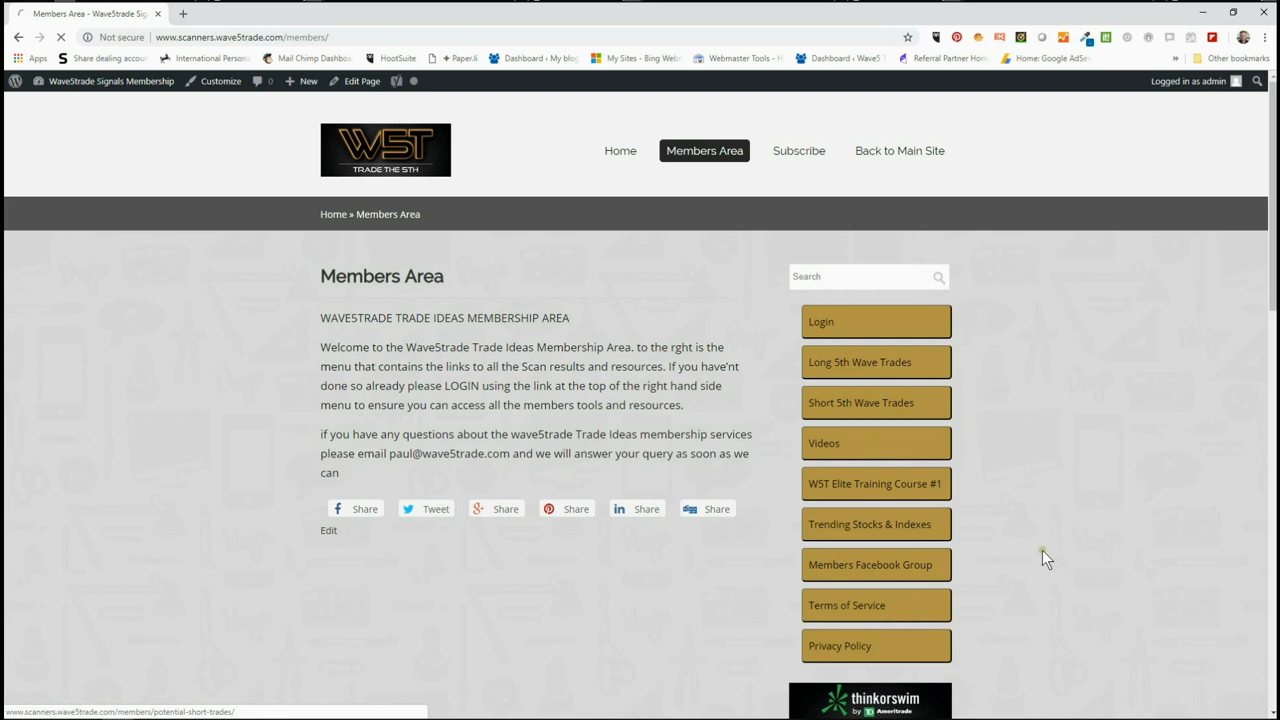 Members Area - Wave5trade Sig
Not secure www.scanners.wave5trade.com/members/
Apps Share dealing accou International Persona Mail Chimp Dashboa HootSuite + Paper.li Dashboard ‹ My blog My Sites - Bing Web Webmaster Tools - H Dashboard ‹ Wave5 Referral Partner Hom Home: Google AdSe » Other bookmarks
Wave5trade Signals Membership Customize 0 New Edit Page Logged in as admin
W5T
TRADE THE 5TH
Home Members Area Subscribe Back to Main Site
Home » Members Area
Members Area
Search
WAVE5TRADE TRADE IDEAS MEMBERSHIP AREA
Welcome to the Wave5trade Trade Ideas Membership Area. to the rght is the
menu that contains the links to all the Scan results and resources. If you have'nt
done so already please LOGIN using the link at the top of the right hand side
menu to ensure you can access all the members tools and resources.
if you have any questions about the wave5trade Trade Ideas membership services
please email paul@wave5trade.com and we will answer your query as soon as we
can
Share Tweet Share Share Share Share
Edit
Login
Long 5th Wave Trades
Short 5th Wave Trades
Videos
W5T Elite Training Course #1
Trending Stocks & Indexes
Members Facebook Group
Terms of Service
Privacy Policy
thinkorswim
by TD Ameritrade
www.scanners.wave5trade.com/members/potential-short-trades/